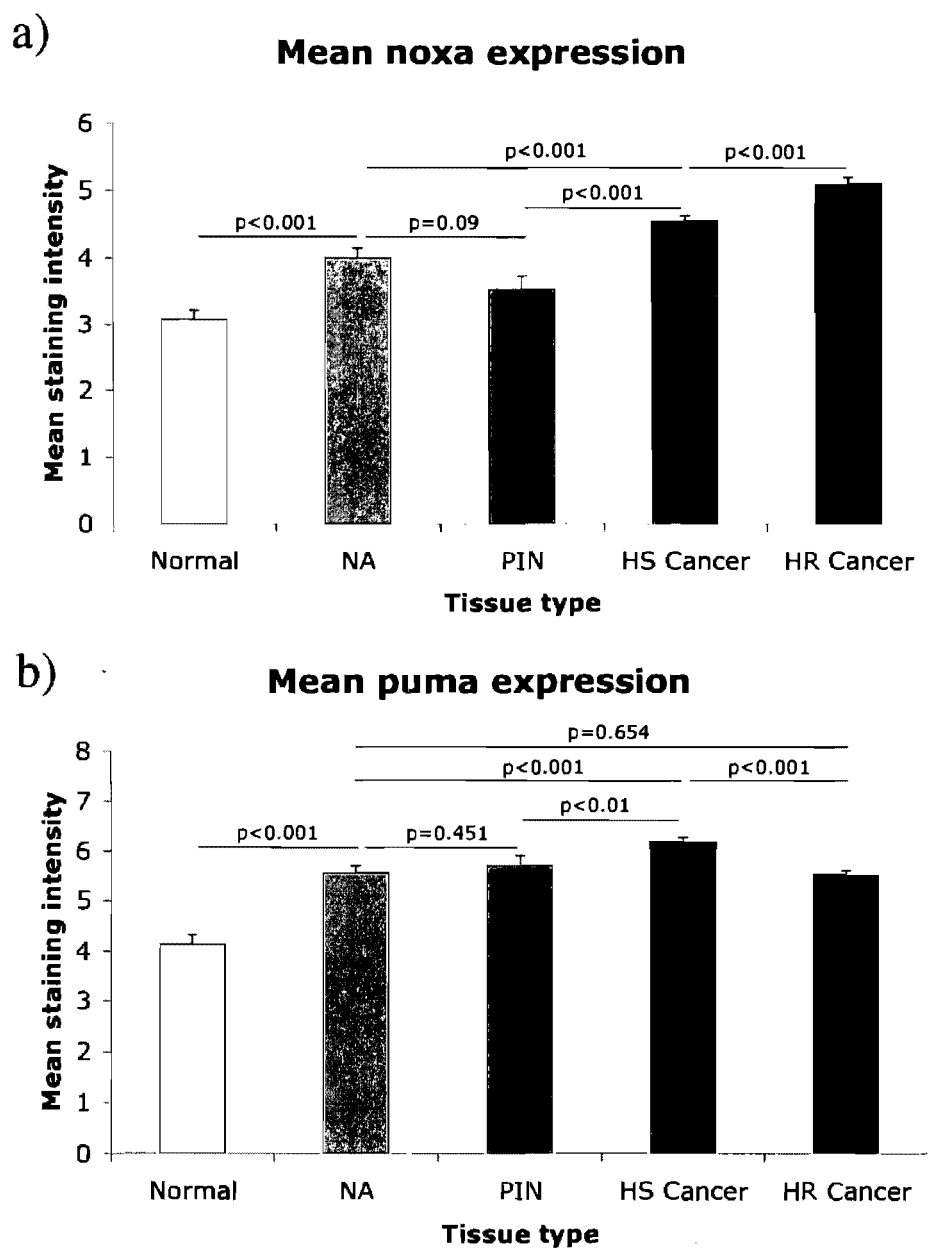 a)
Mean noxa expression
6
5
4
3
2
1
0
Mean staining intensity
p<0.001
p<0.001
p<0.001
p<0.001
p=0.09
Normal
NA
PIN
HS Cancer
HR Cancer
Tissue type
b)
Mean puma expression
8
7
6
5
4
3
2
1
0
Mean staining intensity
p=0.654
p<0.001
p<0.001
p<0.01
p<0.001
p=0.451
Normal
NA
PIN
HS Cancer
HR Cancer
Tissue type